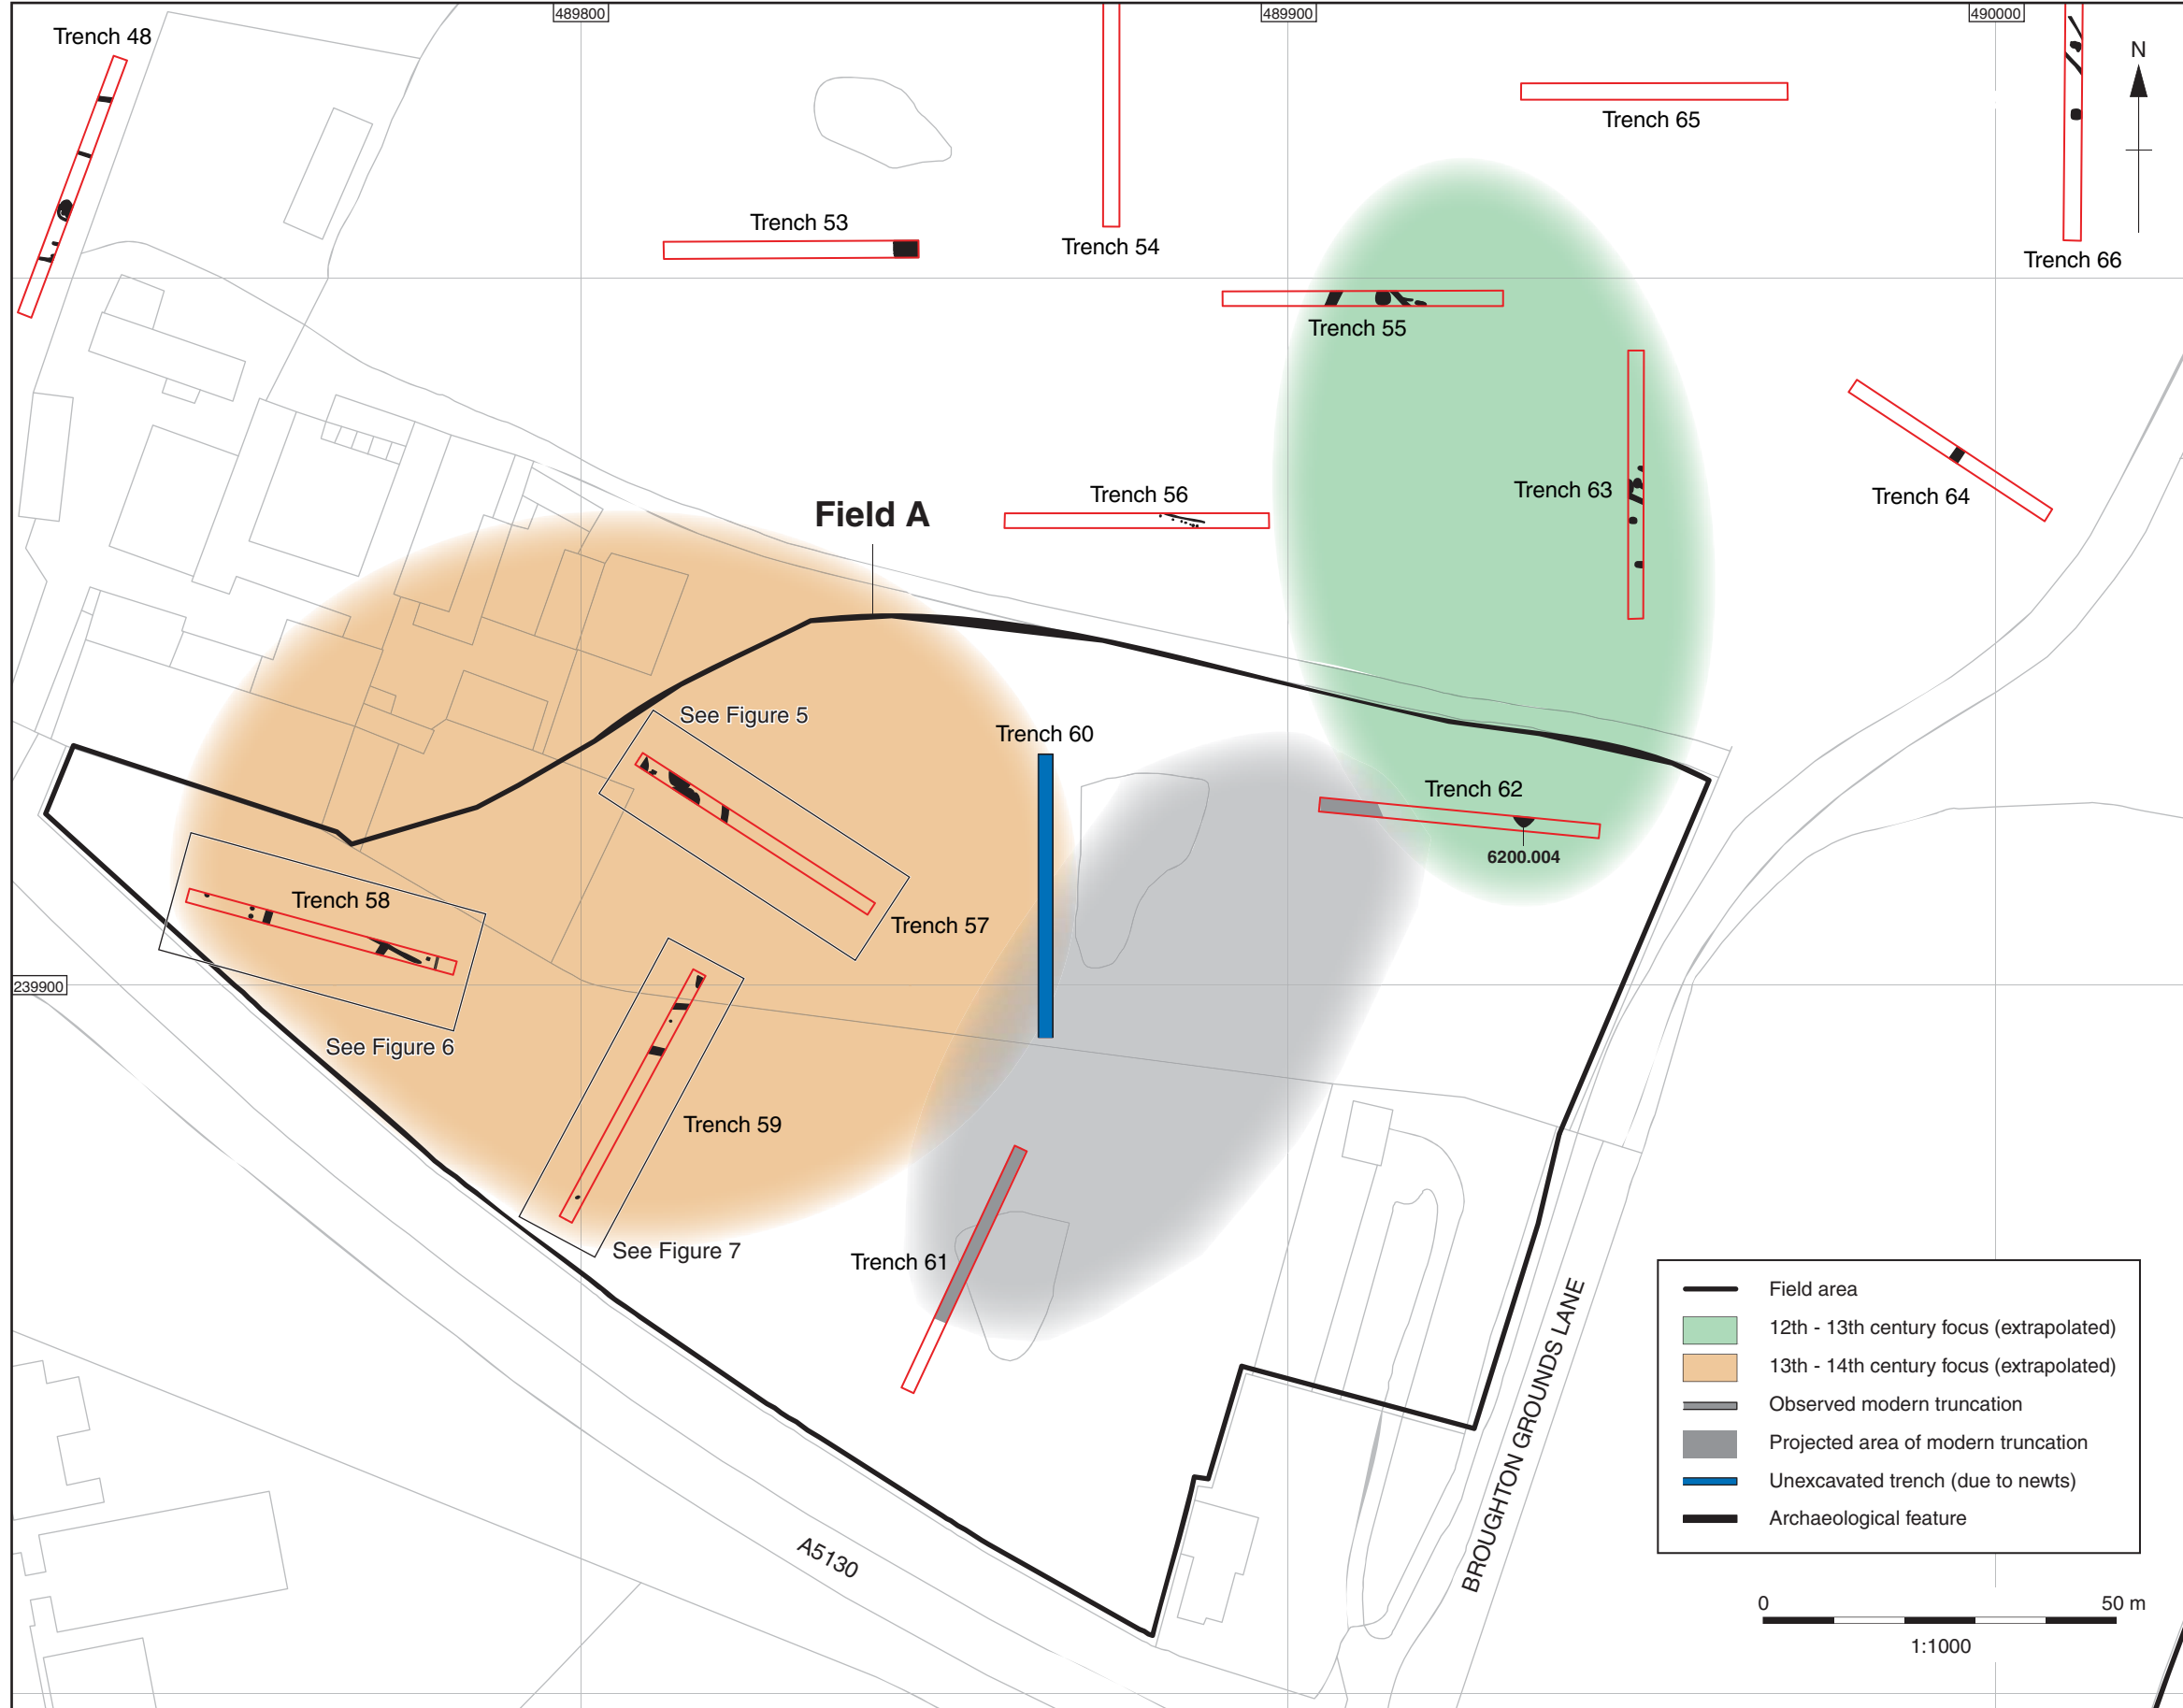 489800
489900
490000
Trench 48
N
Trench 65
Trench 53
Trench 54
Trench 66
Trench 55
Trench 63
Trench 56
Trench 64
Field A
See Figure 5
Trench 60
Trench 62
6200.004
Trench 58
Trench 57
239900
See Figure 6
Trench 59
See Figure 7
Trench 61
BROUGHTON GROUNDS LANE
A5130
Field area
12th - 13th century focus (extrapolated)
13th - 14th century focus (extrapolated)
Observed modern truncation
Projected area of modern truncation
Unexcavated trench (due to newts)
Archaeological feature
0 50 m
1:1000